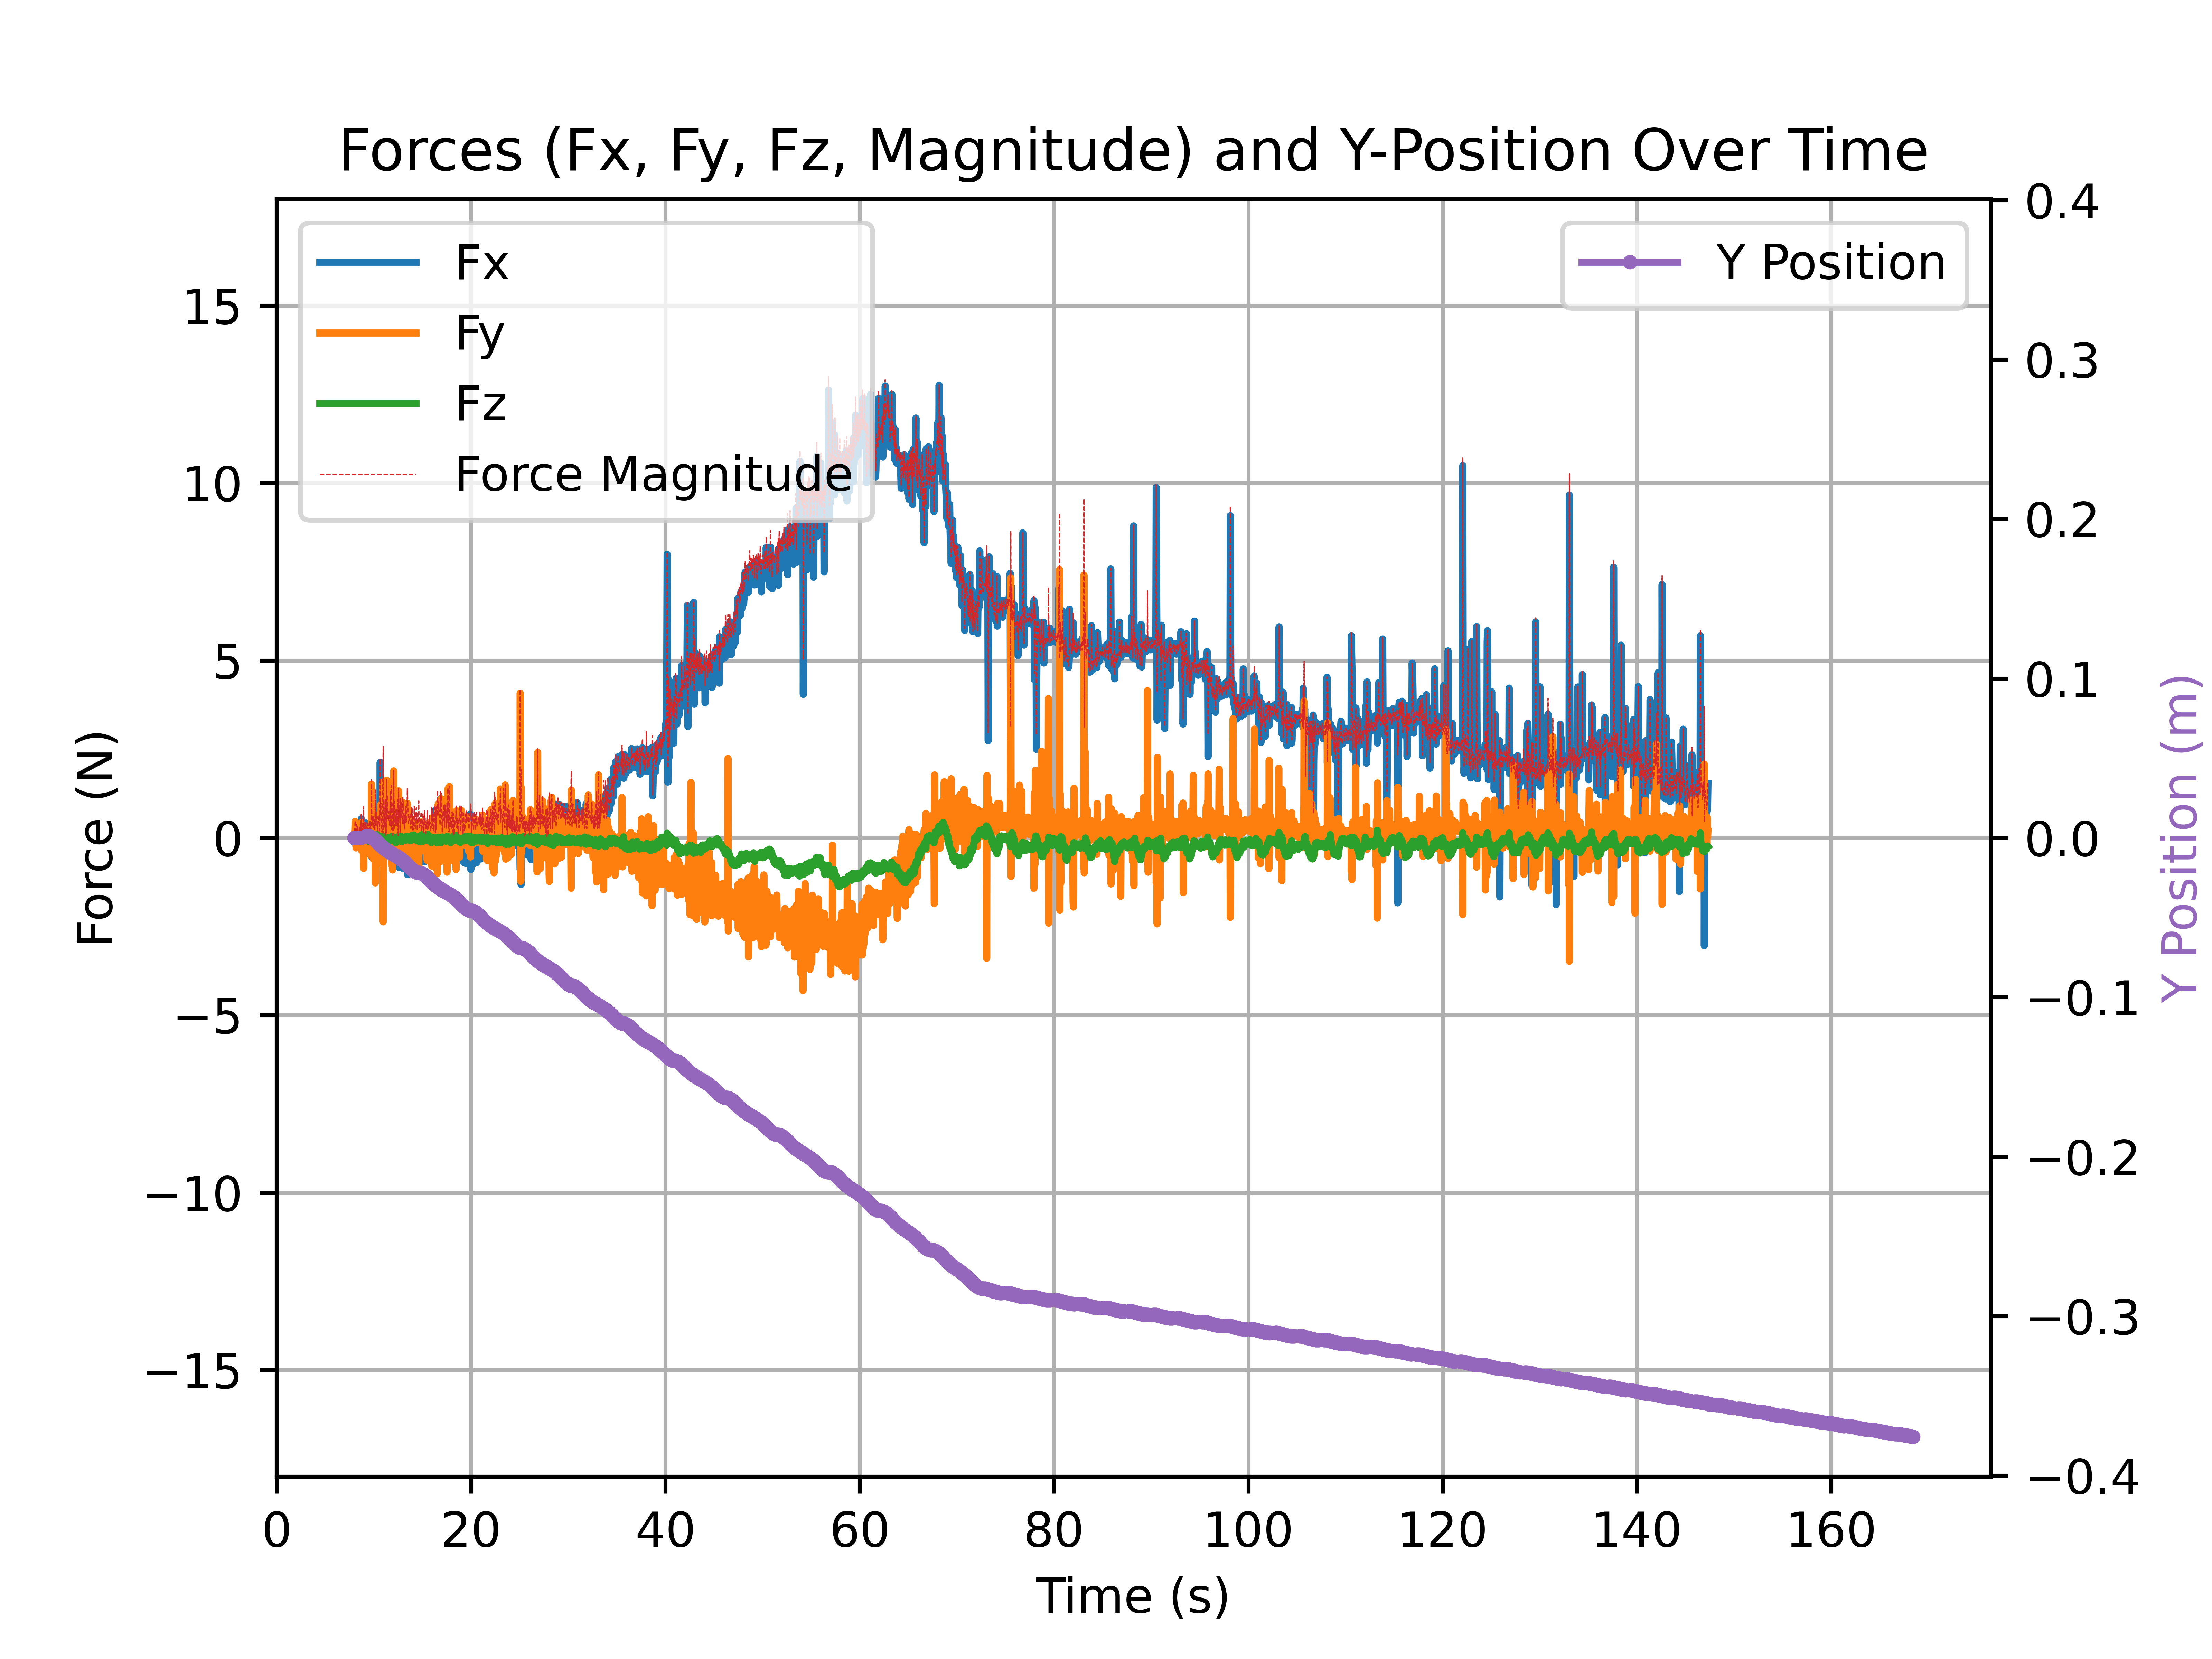 Forces (Fx, Fy, Fz, Magnitude) and Y-Position Over Time
Fx
Fy
Fz
Force Magnitude
Y Position
15
10
5
0
−5
−10
−15
Force (N)
0.4
0.3
0.2
0.1
0.0
−0.1
−0.2
−0.3
−0.4
Y Position (m)
0 20 40 60 80 100 120 140 160
Time (s)